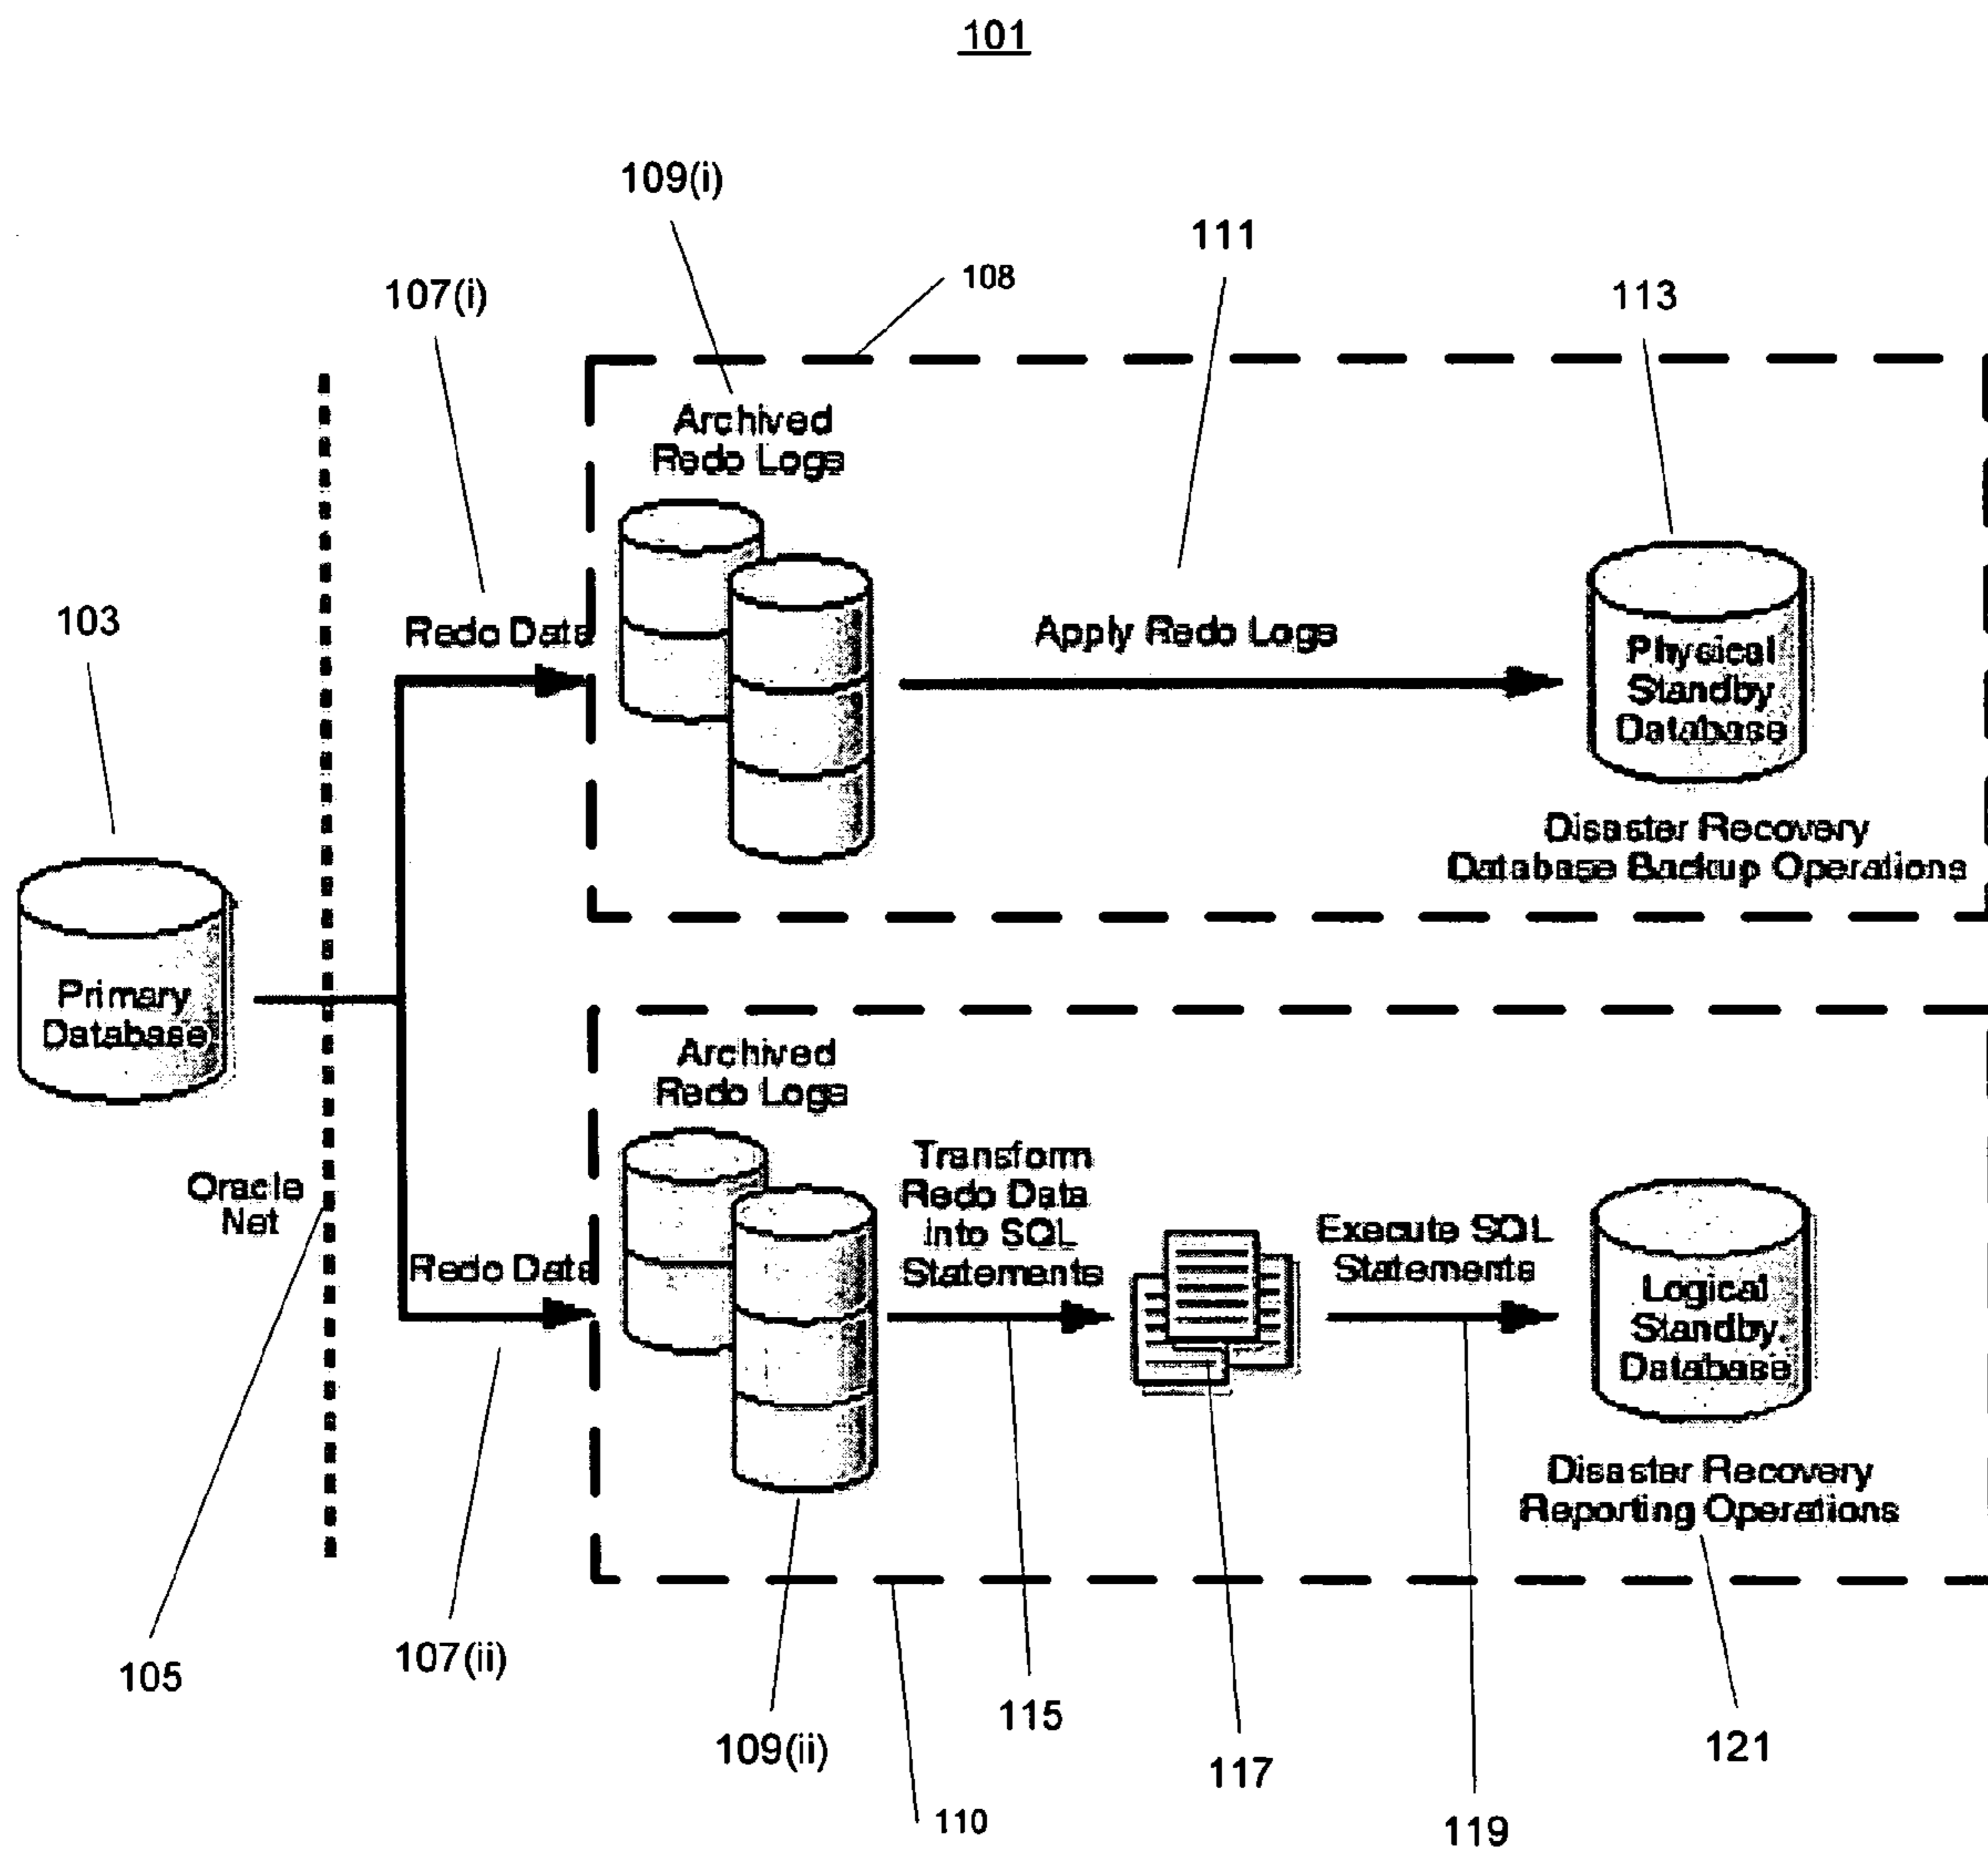 101
109(i)
111
108
107(i)
113
Archived
Redo Logs
103
Redo Data
Apply Redo Logs
Physical
Standby
Database
Disaster Recovery
Database Backup Operations
Primary
Database
Archived
Redo Logs
Oracle
Net
Redo Data
Transform
Redo Data
into SQL
Statements
Execute SQL
Statements
Logical
Standby
Database
Disaster Recovery
Reporting Operations
105
107(ii)
109(ii)
115
117
121
110
119